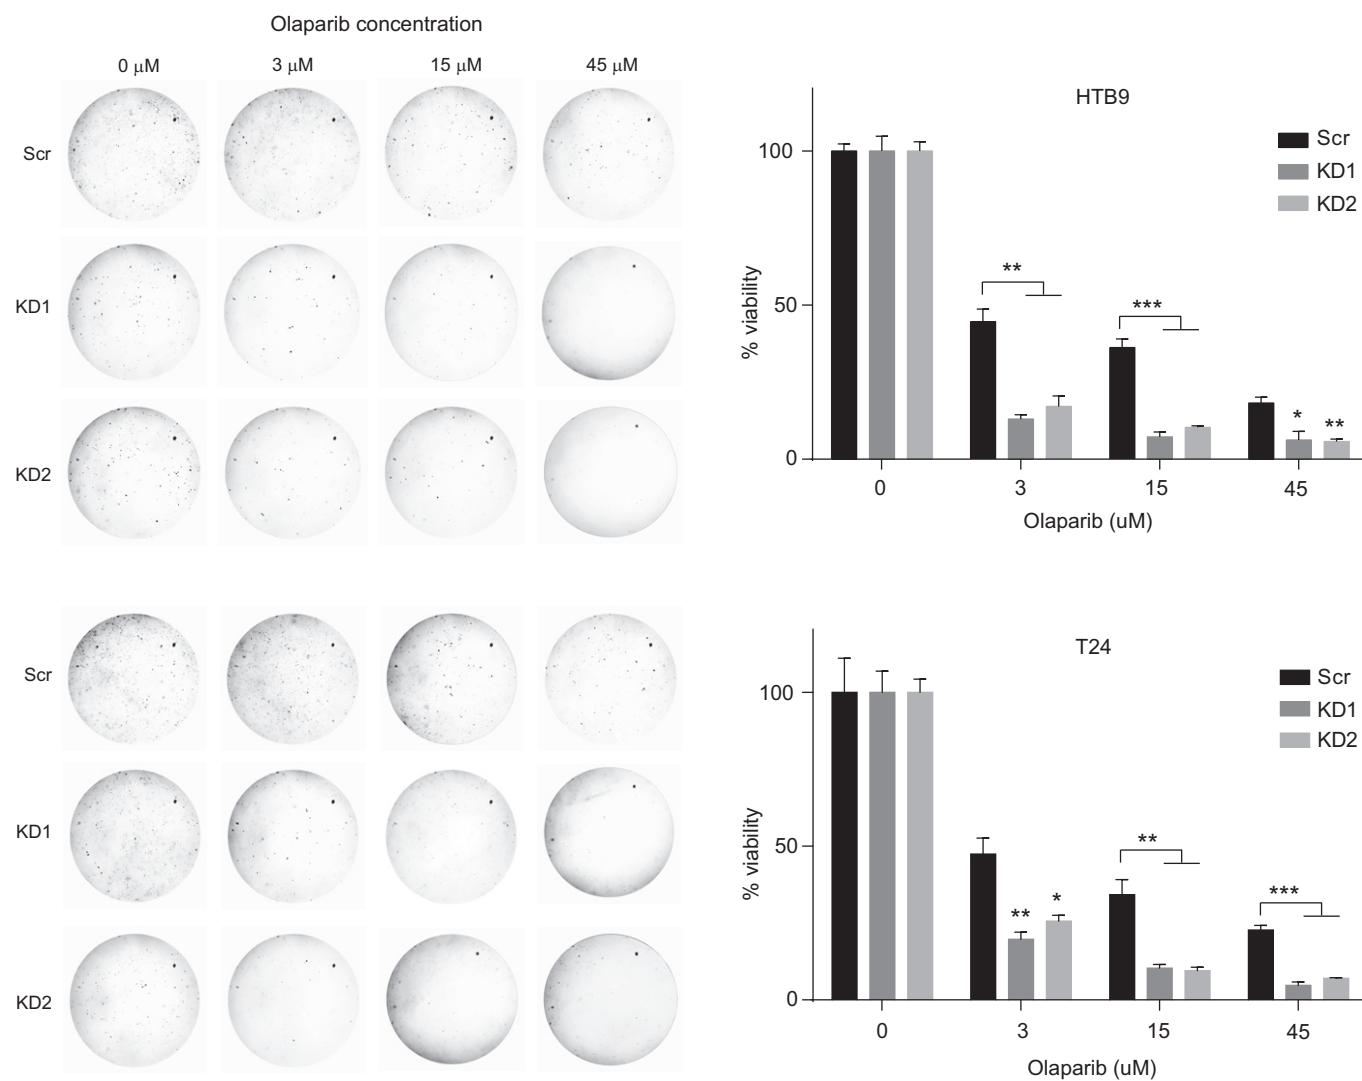 Olaparib concentration
0 μM 3 μM 15 μM 45 μM
Scr
KD1
KD2
Scr
KD1
KD2
HTB9
Scr
KD1
KD2
% viability
100
50
0
**
***
*
**
0 3 15 45
Olaparib (uM)
T24
Scr
KD1
KD2
% viability
100
50
0
**
*
**
***
0 3 15 45
Olaparib (uM)